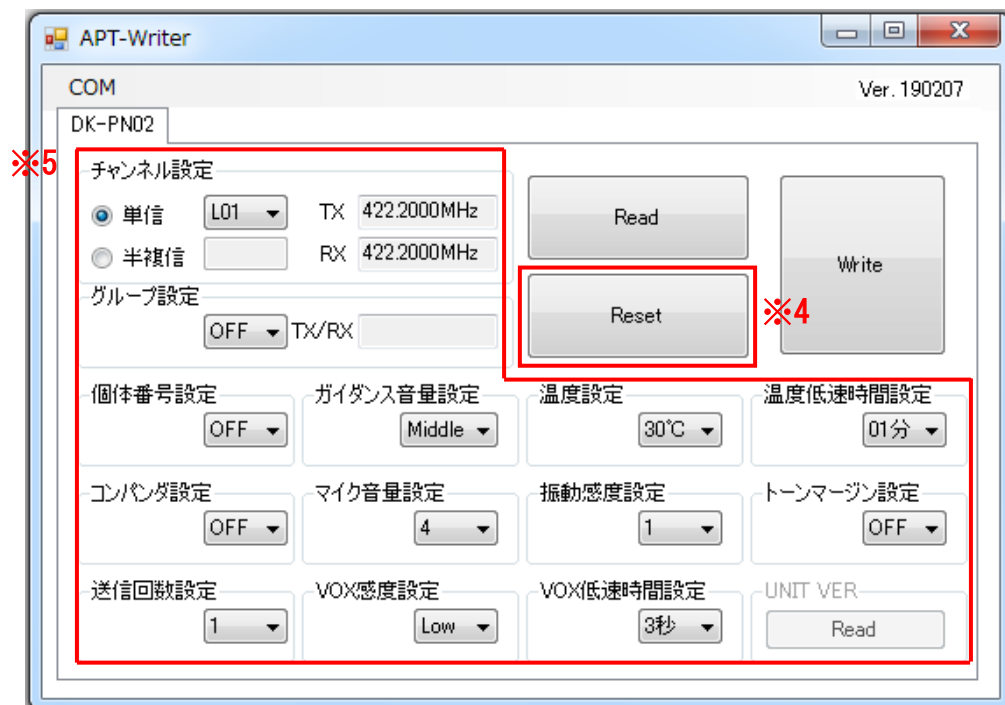 APT-Writer
COM
Ver. 190207
DK-PN02
※5
チャンネル設定
単信 L01 TX 422.2000MHz
半複信 RX 422.2000MHz
Read
Write
Reset
※4
グループ設定
OFF TX/RX
個体番号設定 ガイダンス音量設定 温度設定 温度低速時間設定
OFF Middle 30℃ 01分
コンパンダ設定 マイク音量設定 振動感度設定 トーンマージン設定
OFF 4 1 OFF
送信回数設定 VOX感度設定 VOX低速時間設定 UNIT VER
1 Low 3秒 Read